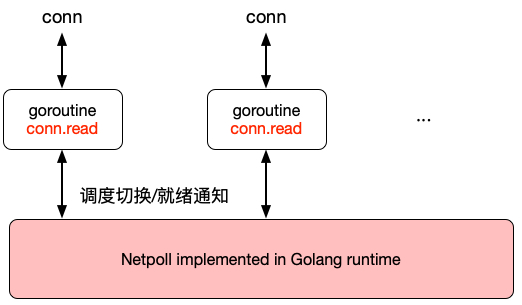 conn
conn
goroutine
conn.read
goroutine
conn.read
...
调度切换/就绪通知
Netpoll implemented in Golang runtime